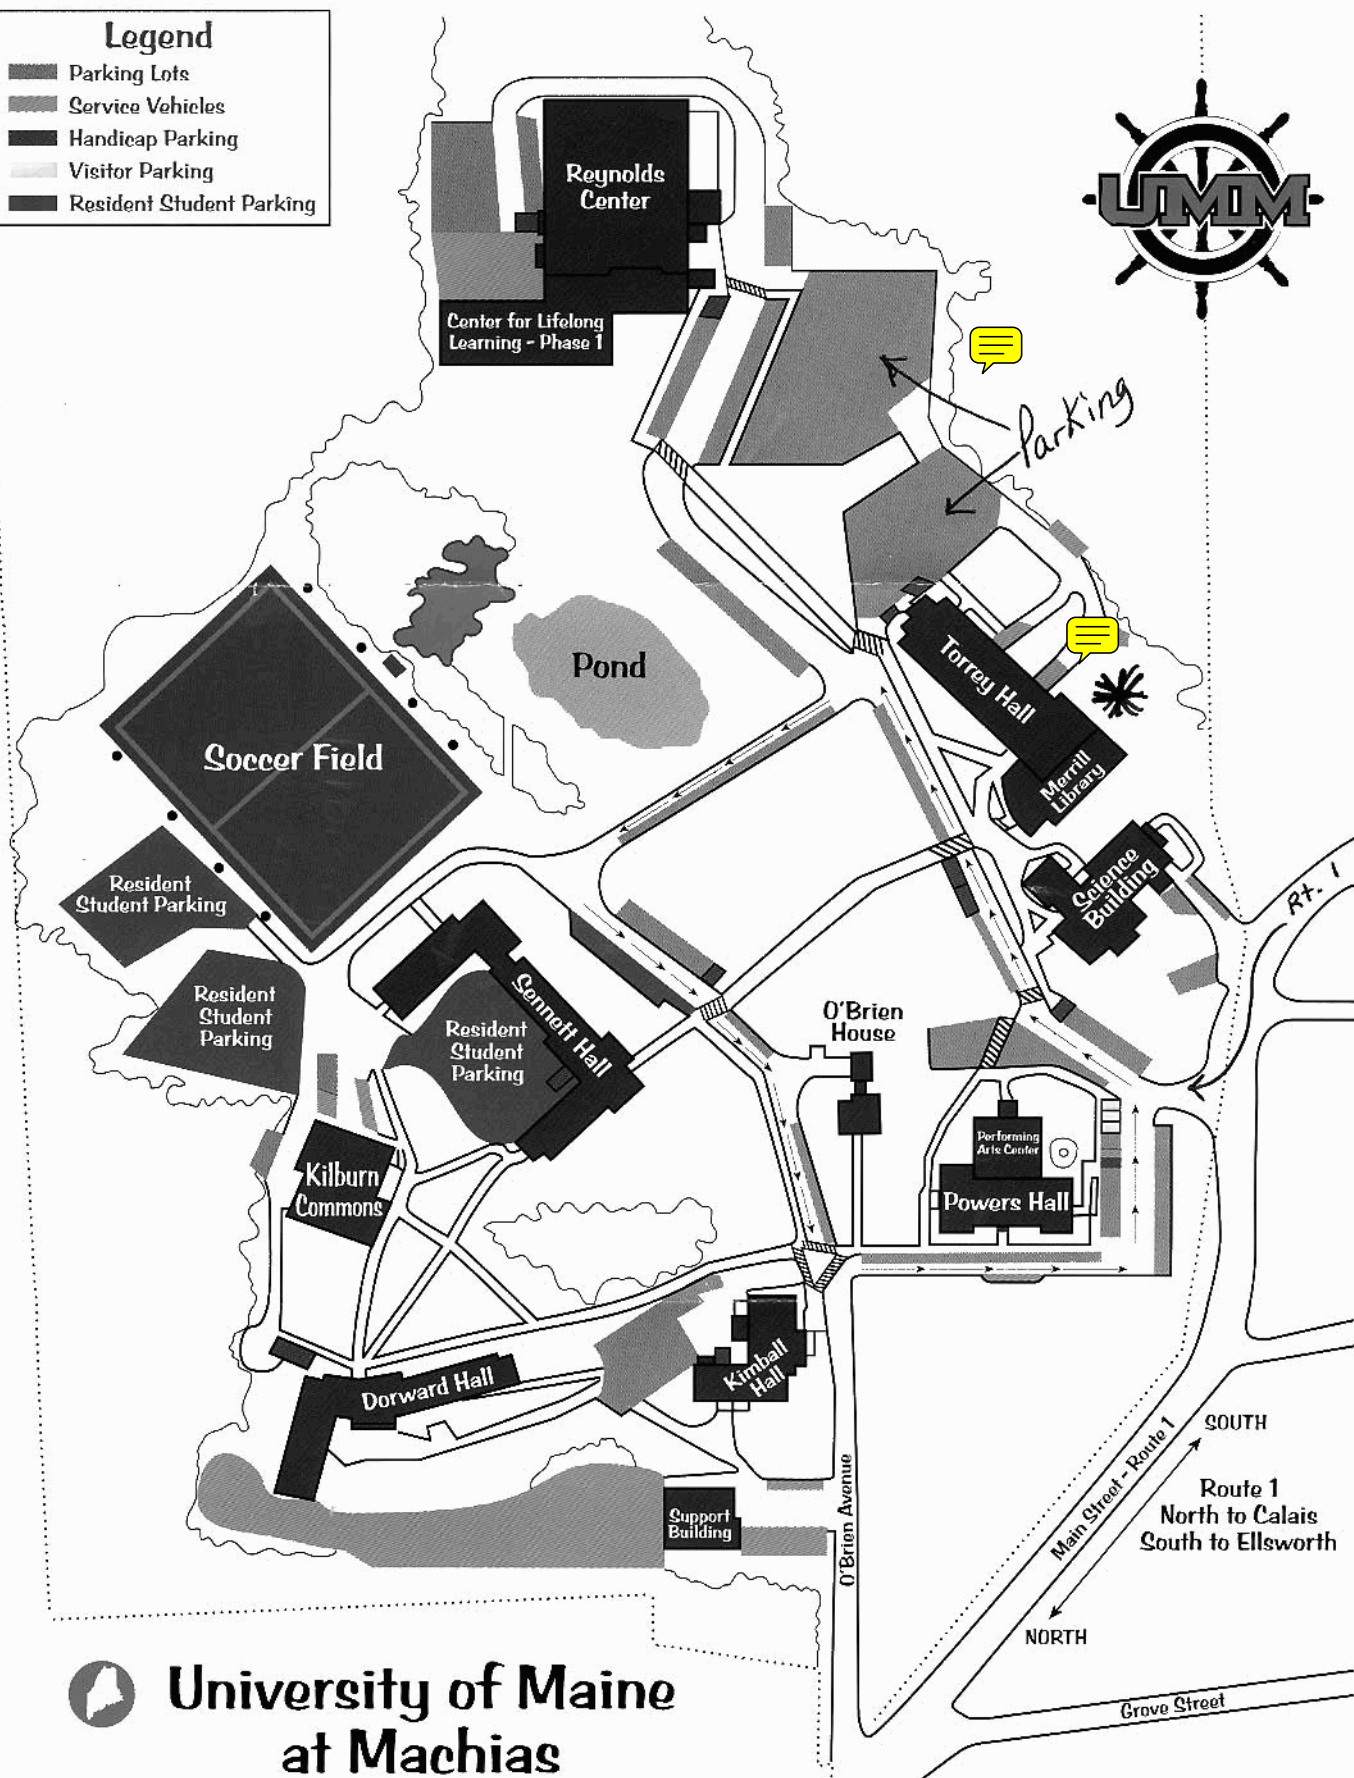 Legend
Parking Lots
Service Vehicles
Handicap Parking
Visitor Parking
Resident Student Parking
UMM
Reynolds
Center
Center for Lifelong
Learning - Phase 1
Parking
Pond
Torrey Hall
Merrill
Library
Soccer Field
Science
Building
Rt. 1
Resident
Student Parking
Resident
Student
Parking
Sennett Hall
Resident
Student
Parking
O'Brien
House
Performing
Arts Center
Powers Hall
Kilburn
Commons
Kimball
Hall
Dorward Hall
Support
Building
O'Brien Avenue
Main Street - Route 1
SOUTH
Route 1
North to Calais
South to Ellsworth
NORTH
Grove Street
University of Maine
at Machias